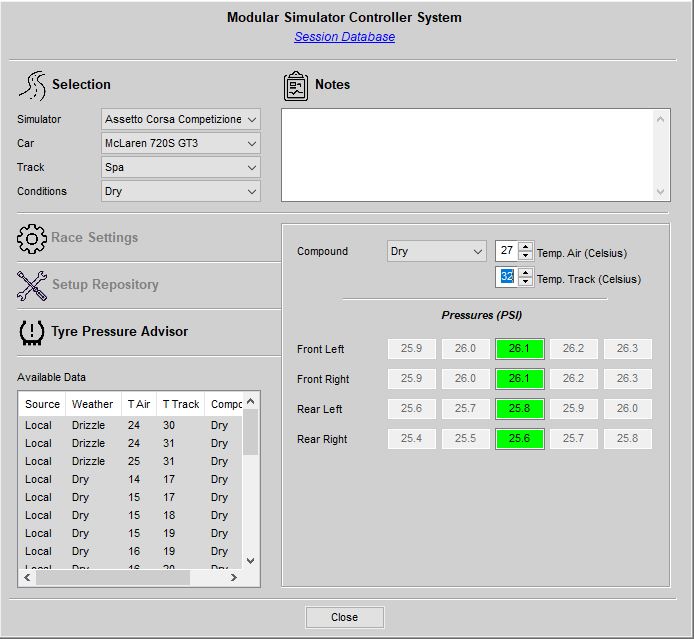 Modular Simulator Controller System
Session Database
Selection
Notes
Simulator Assetto Corsa Competizione
Car McLaren 720S GT3
Track Spa
Conditions Dry
Race Settings
Setup Repository
Tyre Pressure Advisor
Available Data
Source Weather T Air T Track Compo
Local Drizzle 24 30 Dry
Local Drizzle 24 31 Dry
Local Drizzle 25 31 Dry
Local Dry 14 17 Dry
Local Dry 15 17 Dry
Local Dry 15 18 Dry
Local Dry 15 19 Dry
Local Dry 16 19 Dry
Local Dry 16 20 Dry
Compound Dry 27 Temp. Air (Celsius)
32 Temp. Track (Celsius)
Pressures (PSI)
Front Left 25.9 26.0 26.1 26.2 26.3
Front Right 25.9 26.0 26.1 26.2 26.3
Rear Left 25.6 25.7 25.8 25.9 26.0
Rear Right 25.4 25.5 25.6 25.7 25.8
Close